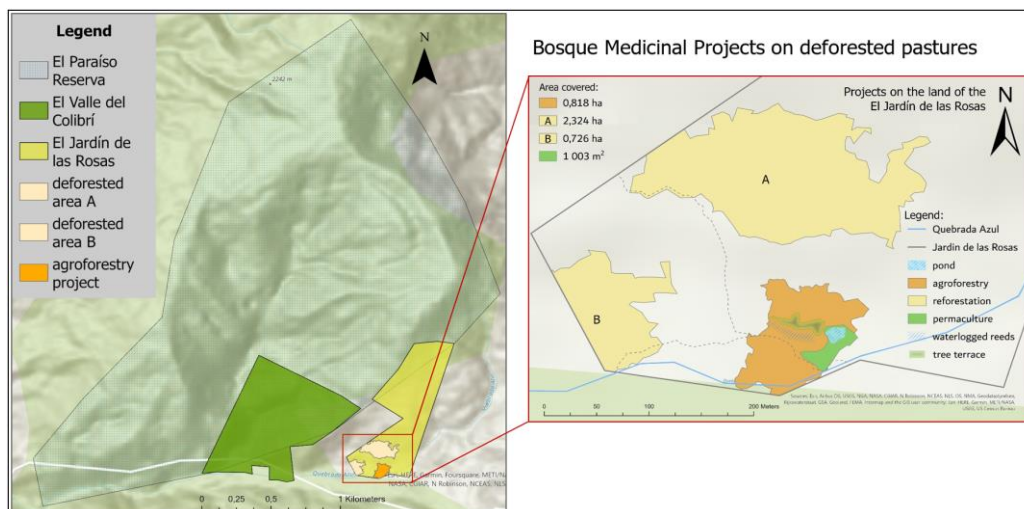 Legend
El Paraíso
Reserva
El Valle del
Colibrí
El Jardín de
las Rosas
deforested
area A
deforested
area B
agroforestry
project
2242 m
N
Quebrada Azul
0 0,25 0,5 1 Kilometers
Bosque Medicinal Projects on deforested pastures
Area covered:
0,818 ha
A 2,324 ha
B 0,726 ha
1 003 m²
Projects on the land of the
El Jardín de las Rosas
N
A
B
Legend:
Quebrada Azul
Jardin de las Rosas
pond
agroforestry
reforestation
permaculture
waterlogged reeds
tree terrace
0 50 100 200 Meters